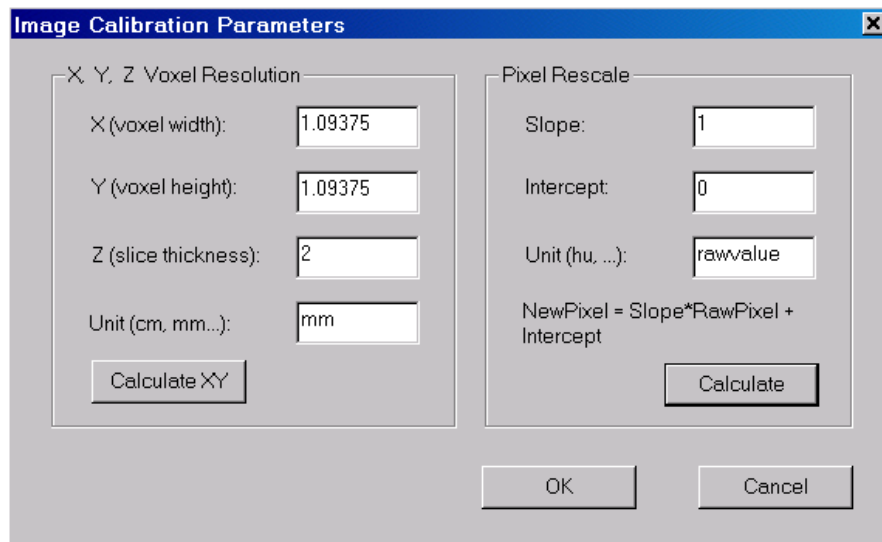 Image Calibration Parameters
X, Y, Z Voxel Resolution
X (voxel width): 1.09375
Y (voxel height): 1.09375
Z (slice thickness): 2
Unit (cm, mm...): mm
Calculate XY
Pixel Rescale
Slope: 1
Intercept: 0
Unit (hu, ...): rawvalue
NewPixel = Slope*RawPixel +
Intercept
Calculate
OK
Cancel